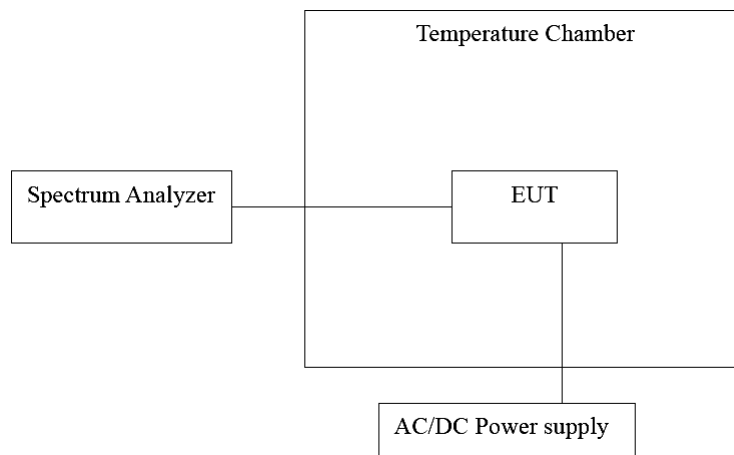 Temperature Chamber
Spectrum Analyzer
EUT
AC/DC Power supply